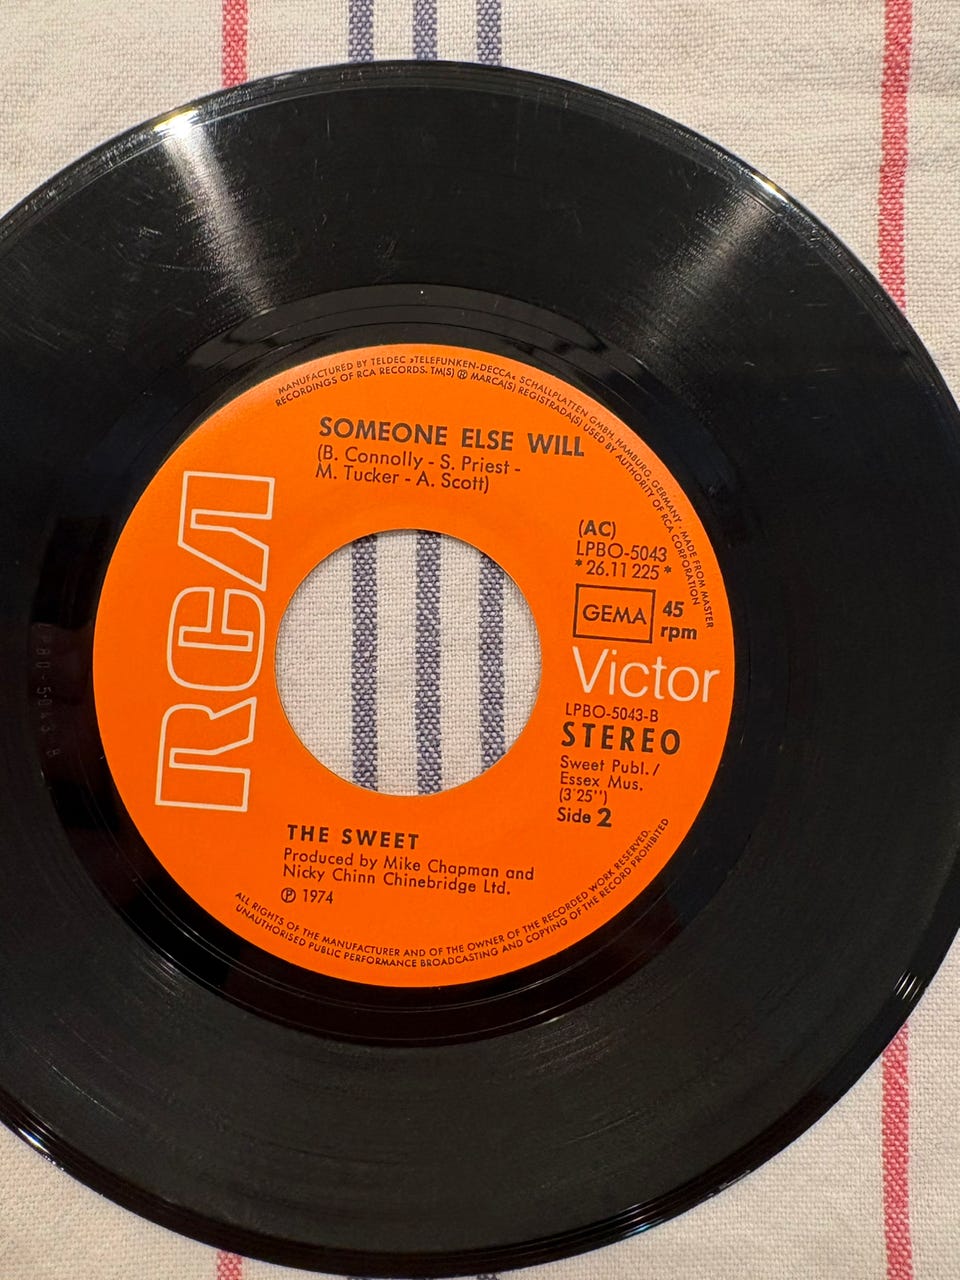 MANUFACTURED BY TELDEC »TELEFUNKEN-DECCA« SCHALLPLATTEN GMBH, HAMBURG, GERMANY · MADE FROM MASTER
RECORDINGS OF RCA RECORDS. TM(S) ® MARCA(S) REGISTRADA(S) USED BY AUTHORITY OF RCA CORPORATION
SOMEONE ELSE WILL
(B. Connolly - S. Priest -
M. Tucker - A. Scott)
RCA
(AC)
LPBO-5043
* 26.11 225 *
GEMA
45
rpm
Victor
LPBO-5043-B
STEREO
Sweet Publ./
Essex Mus.
(3'25'')
Side 2
THE SWEET
Produced by Mike Chapman and
Nicky Chinn Chinebridge Ltd.
℗ 1974
ALL RIGHTS OF THE MANUFACTURER AND OF THE OWNER OF THE RECORDED WORK RESERVED.
UNAUTHORISED PUBLIC PERFORMANCE BROADCASTING AND COPYING OF THE RECORD PROHIBITED